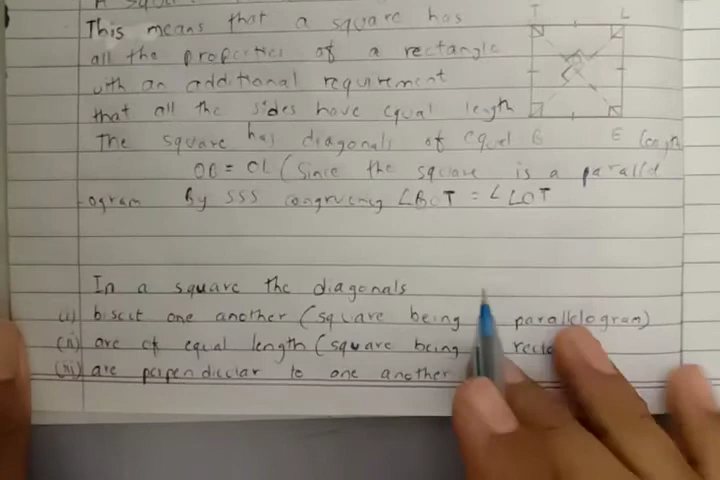 This means that a square has
all the properties of a rectangle
with an additional requirement
that all the sides have equal length
The square has diagonals of equal
T L
B E
OB = OL (Since the square is a
ogram By SSS congruency ∠BOT = ∠LOT
In a square the diagonals
(i) bisect one another (square being parallelogram)
(ii) are of equal length (square being
(iii) are perpendiclar to one another